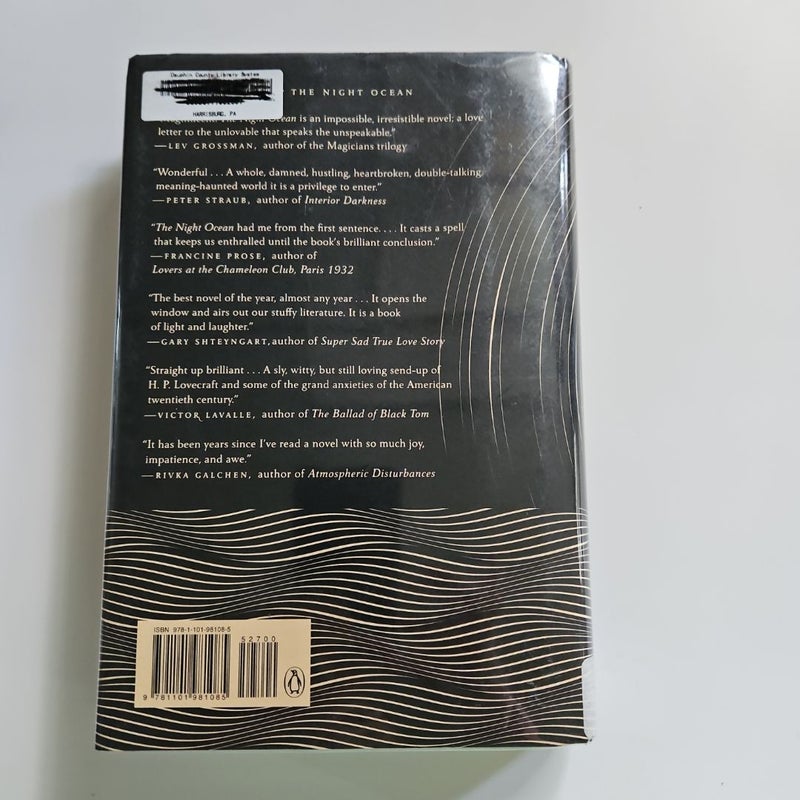 Dauphin County Library System
HARRISBURG, PA
THE NIGHT OCEAN
The Night Ocean is an impossible, irresistible novel; a love
letter to the unlovable that speaks the unspeakable.”
—LEV GROSSMAN, author of the Magicians trilogy
“Wonderful . . . A whole, damned, hustling, heartbroken, double-talking,
meaning-haunted world it is a privilege to enter.”
—PETER STRAUB, author of Interior Darkness
“The Night Ocean had me from the first sentence. . . . It casts a spell
that keeps us enthralled until the book’s brilliant conclusion.”
—FRANCINE PROSE, author of
Lovers at the Chameleon Club, Paris 1932
“The best novel of the year, almost any year . . . It opens the
window and airs out our stuffy literature. It is a book
of light and laughter.”
—GARY SHTEYNGART, author of Super Sad True Love Story
“Straight up brilliant . . . A sly, witty, but still loving send-up of
H. P. Lovecraft and some of the grand anxieties of the American
twentieth century.”
—VICTOR LAVALLE, author of The Ballad of Black Tom
“It has been years since I’ve read a novel with so much joy,
impatience, and awe.”
—RIVKA GALCHEN, author of Atmospheric Disturbances
ISBN 978-1-101-98108-5
52700
9 781101 981085